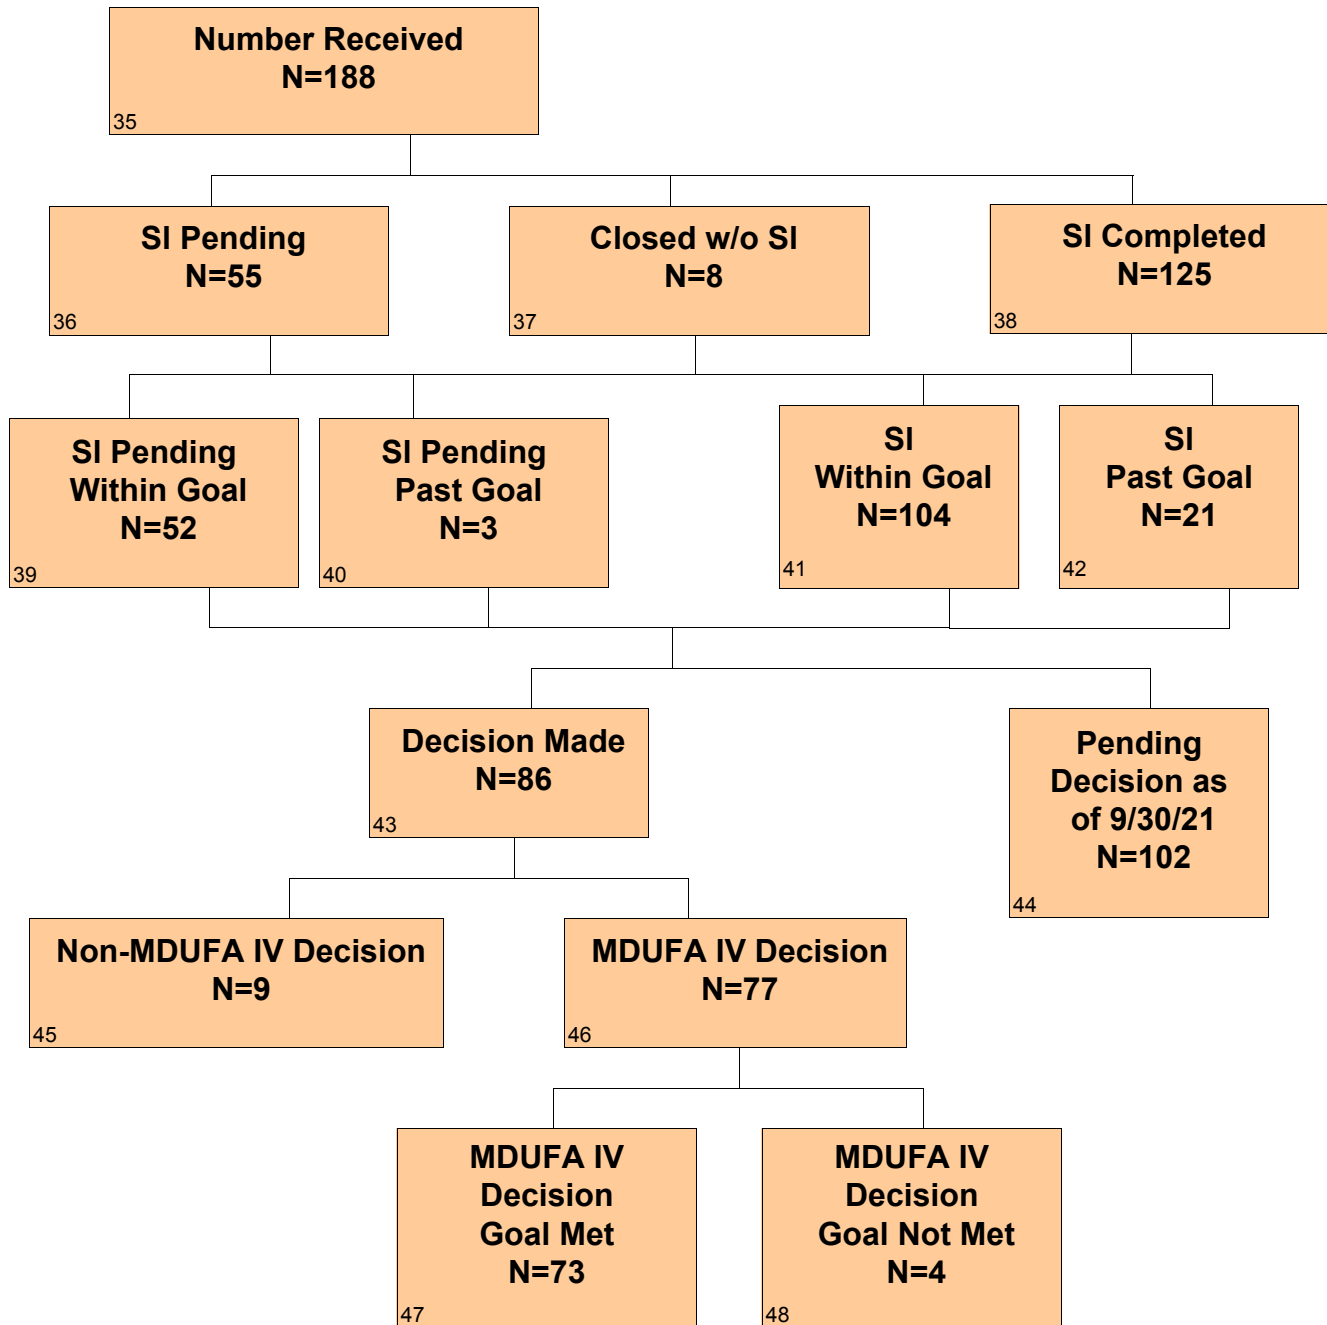 Number Received
N=188
35
SI Pending
N=55
36
Closed w/o SI
N=8
37
SI Completed
N=125
38
SI Pending
Within Goal
N=52
39
SI Pending
Past Goal
N=3
40
SI
Within Goal
N=104
41
SI
Past Goal
N=21
42
Decision Made
N=86
43
Pending
Decision as
of 9/30/21
N=102
44
Non-MDUFA IV Decision
N=9
45
MDUFA IV Decision
N=77
46
MDUFA IV
Decision
Goal Met
N=73
47
MDUFA IV
Decision
Goal Not Met
N=4
48